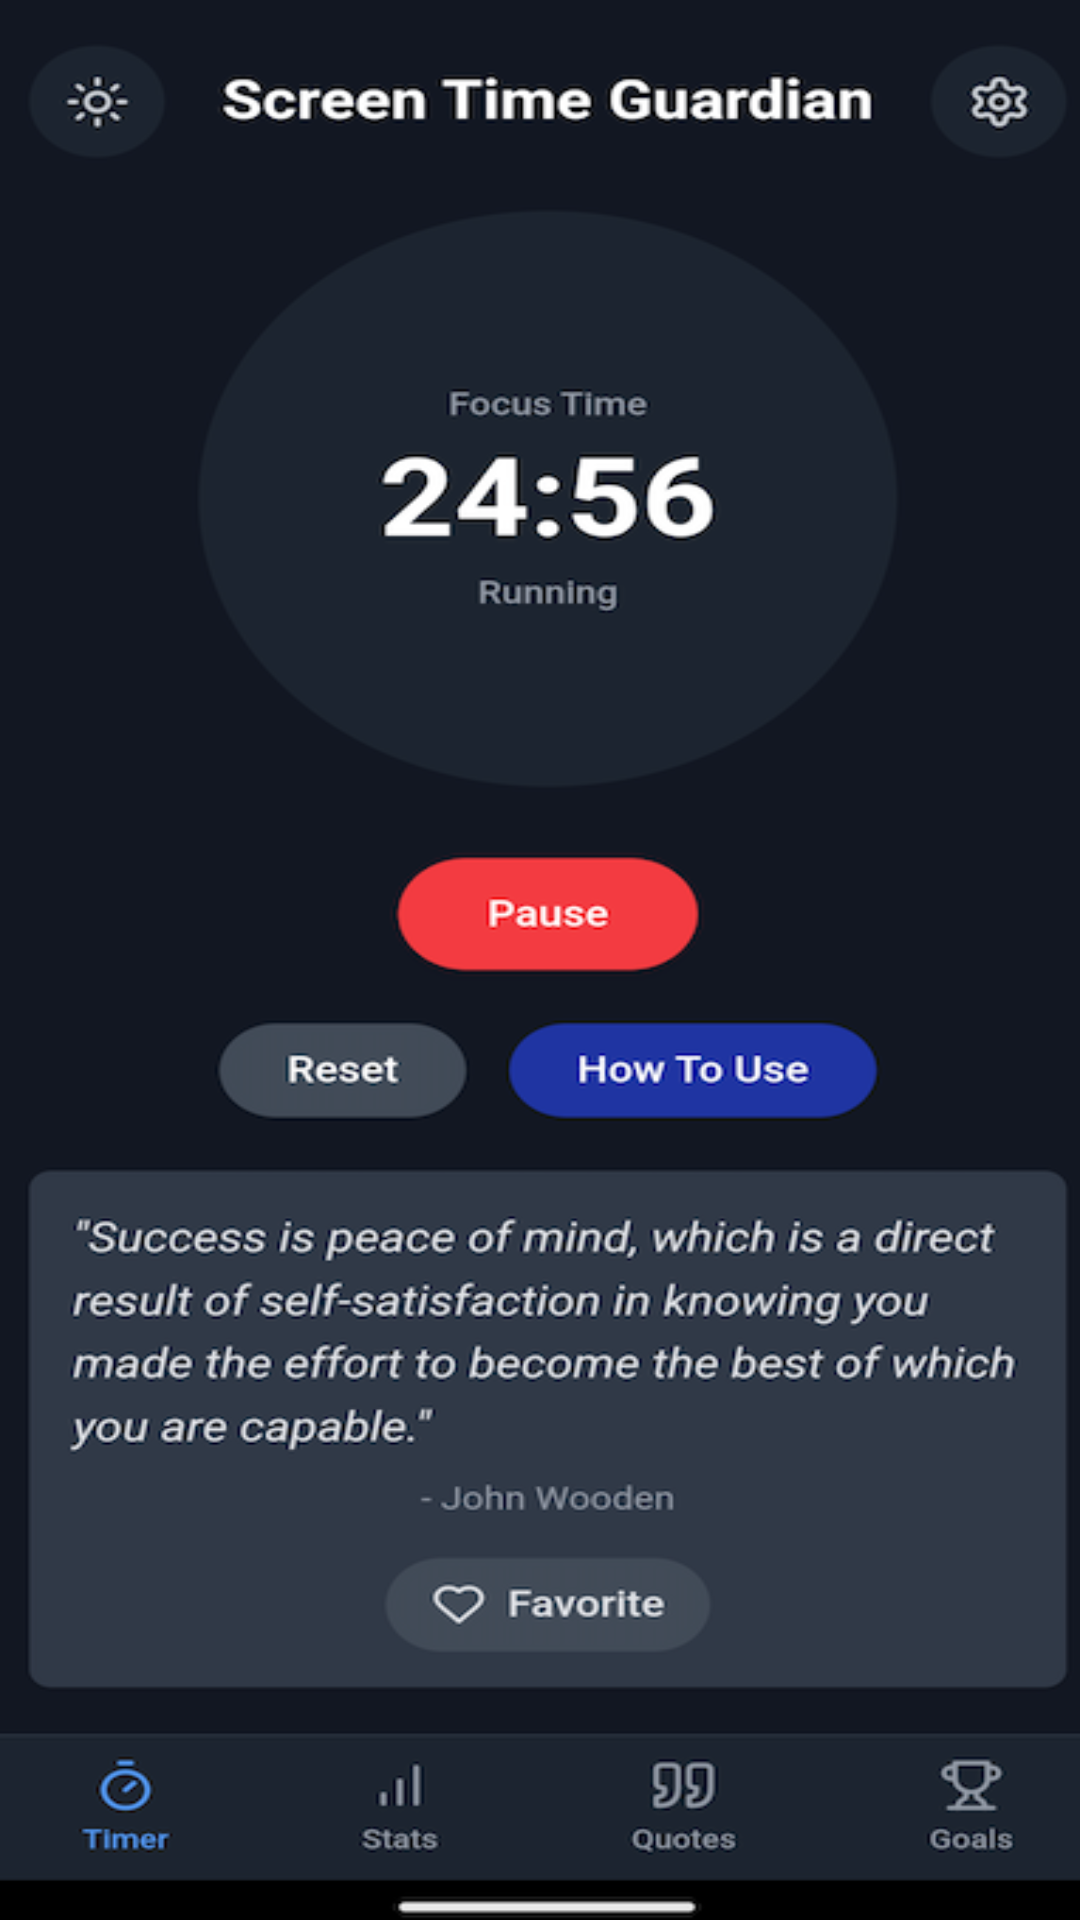 Screen Time Guardian
Focus Time
24:56
Running
Pause
Reset
How To Use
"Success is peace of mind, which is a direct
result of self-satisfaction in knowing you
made the effort to become the best of which
you are capable."
- John Wooden
Favorite
Timer
Stats
Quotes
Goals